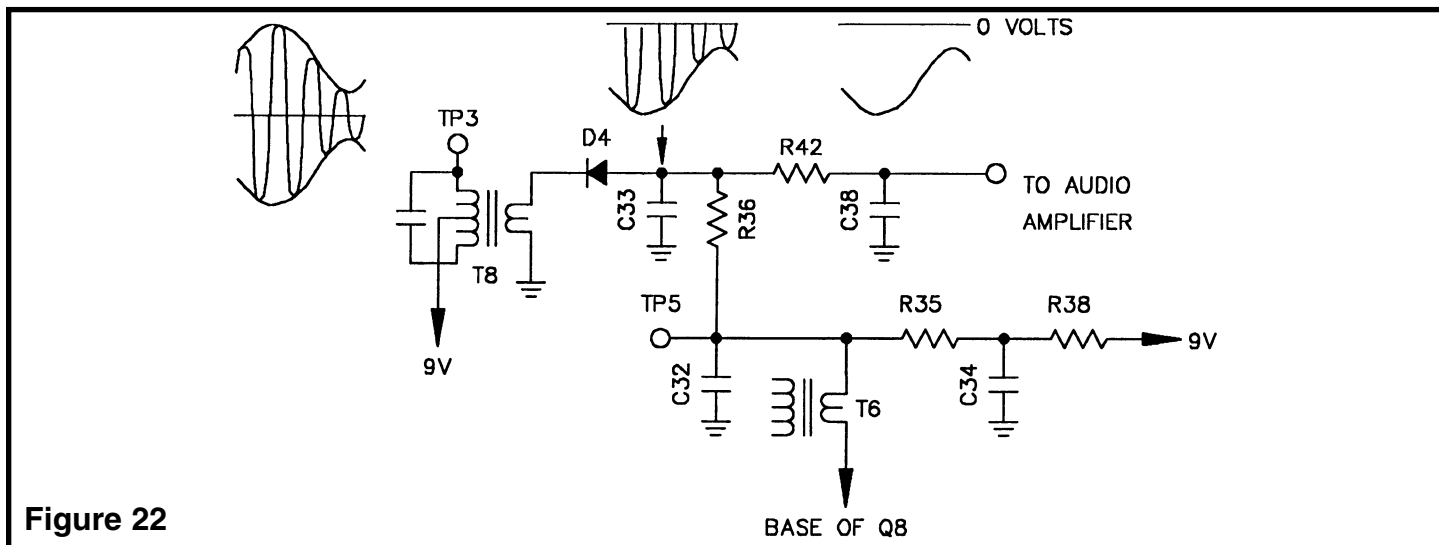 0 VOLTS
TP3
D4
R42
C33
R36
C38
TO AUDIO
AMPLIFIER
T8
TP5
R35
R38
9V
9V
C32
T6
C34
Figure 22
BASE OF Q8